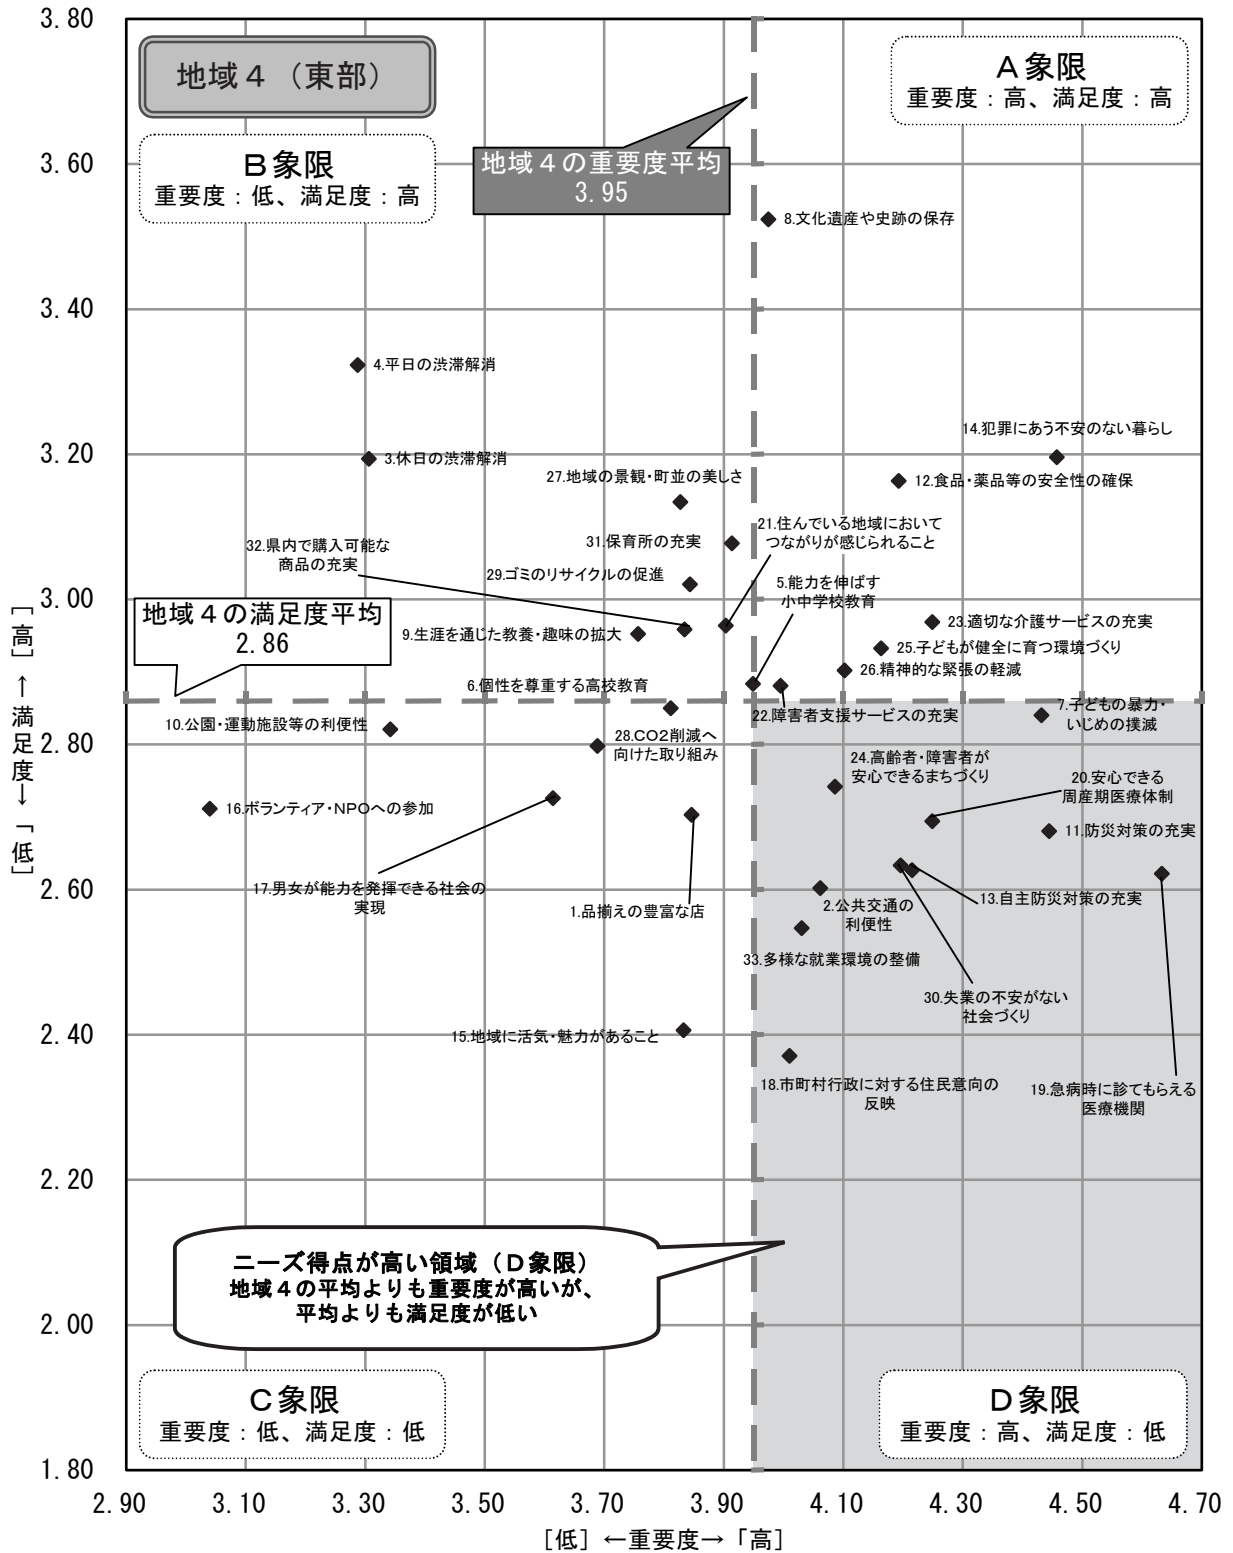 3.80
3.60
3.40
3.20
3.00
2.80
2.60
2.40
2.20
2.00
1.80
[高]↑満足度↓「低]
地域４（東部）
Ａ象限
重要度：高、満足度：高
Ｂ象限
重要度：低、満足度：高
地域４の重要度平均
3.95
8.文化遺産や史跡の保存
4.平日の渋滞解消
14.犯罪にあう不安のない暮らし
3.休日の渋滞解消
27.地域の景観・町並の美しさ
12.食品・薬品等の安全性の確保
21.住んでいる地域において
つながりが感じられること
31.保育所の充実
32.県内で購入可能な
商品の充実
29.ゴミのリサイクルの促進
5.能力を伸ばす
小中学校教育
地域４の満足度平均
2.86
9.生涯を通じた教養・趣味の拡大
23.適切な介護サービスの充実
25.子どもが健全に育つ環境づくり
26.精神的な緊張の軽減
6.個性を尊重する高校教育
22.障害者支援サービスの充実
7.子どもの暴力・
いじめの撲滅
10.公園・運動施設等の利便性
28.CO2削減へ
向けた取り組み
24.高齢者・障害者が
安心できるまちづくり
20.安心できる
周産期医療体制
16.ボランティア・NPOへの参加
11.防災対策の充実
17.男女が能力を発揮できる社会の
実現
1.品揃えの豊富な店
2.公共交通の
利便性
13.自主防災対策の充実
33.多様な就業環境の整備
30.失業の不安がない
社会づくり
15.地域に活気・魅力があること
18.市町村行政に対する住民意向の
反映
19.急病時に診てもらえる
医療機関
ニーズ得点が高い領域（Ｄ象限）
地域４の平均よりも重要度が高いが、
平均よりも満足度が低い
Ｃ象限
重要度：低、満足度：低
Ｄ象限
重要度：高、満足度：低
2.90 3.10 3.30 3.50 3.70 3.90 4.10 4.30 4.50 4.70
[低]←重要度→「高]